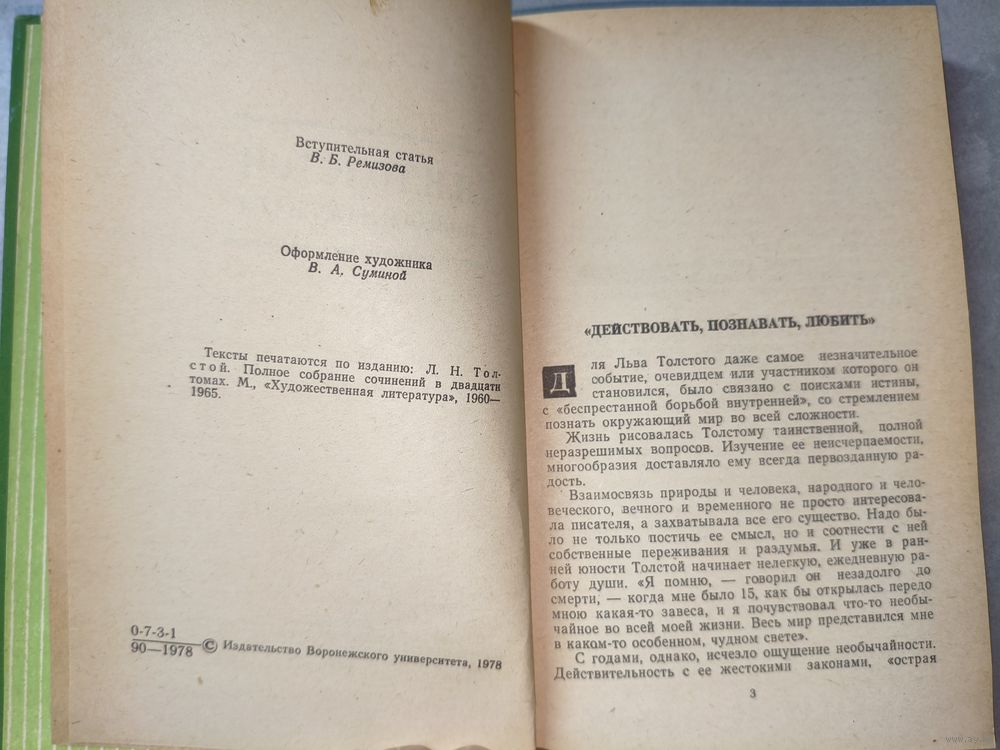 Вступительная статья
В. Б. Ремизова
Оформление художника
В. А. Суминой
Тексты печатаются по изданию: Л. Н. Тол-
стой. Полное собрание сочинений в двадцати
томах. М., «Художественная литература», 1960—
1965.
0-7-3-1
90—1978
© Издательство Воронежского университета, 1978
«ДЕЙСТВОВАТЬ, ПОЗНАВАТЬ, ЛЮБИТЬ»
Для Льва Толстого даже самое незначительное
событие, очевидцем или участником которого он
становился, было связано с поисками истины,
с «беспрестанной борьбой внутренней», со стремлением
познать окружающий мир во всей сложности.
Жизнь рисовалась Толстому таинственной, полной
неразрешимых вопросов. Изучение ее неисчерпаемости,
многообразия доставляло ему всегда первозданную ра-
дость.
Взаимосвязь природы и человека, народного и чело-
веческого, вечного и временного не просто интересова-
ла писателя, а захватывала все его существо. Надо бы-
ло не только постичь ее смысл, но и соотнести с ней
собственные переживания и раздумья. И уже в ран-
ней юности Толстой начинает нелегкую, ежедневную ра-
боту души. «Я помню, — говорил он незадолго до
смерти, — когда мне было 15, как бы открылась передо
мною какая-то завеса, и я почувствовал что-то необы-
чайное во всей моей жизни. Весь мир представился мне
в каком-то особенном, чудном свете».
С годами, однако, исчезло ощущение необычайности.
Действительность с ее жестокими законами, «острая
3